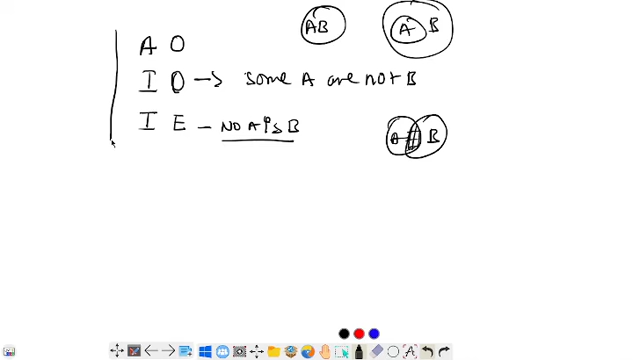 A O
AB
A B
I O → Some A are not B
I E - NO A is B
A B